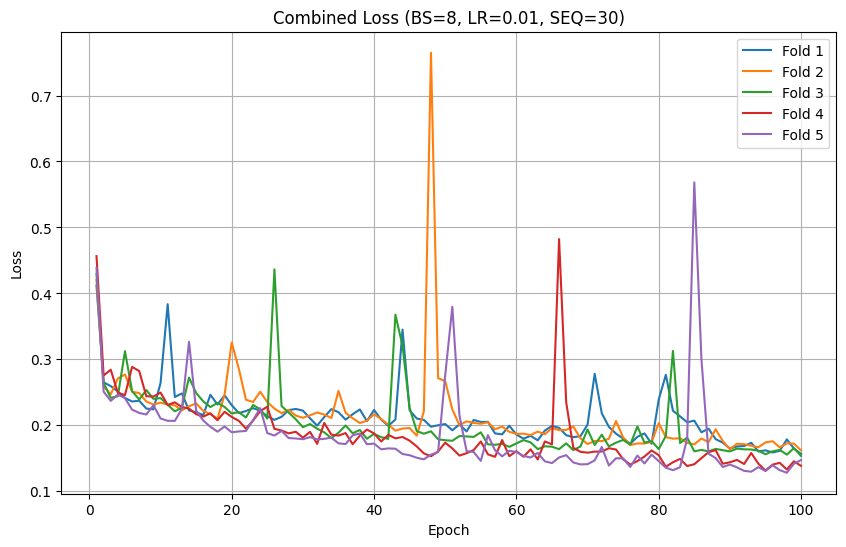 Combined Loss (BS=8, LR=0.01, SEQ=30)
Fold 1
Fold 2
Fold 3
Fold 4
Fold 5
Loss
0.7
0.6
0.5
0.4
0.3
0.2
0.1
0 20 40 60 80 100
Epoch